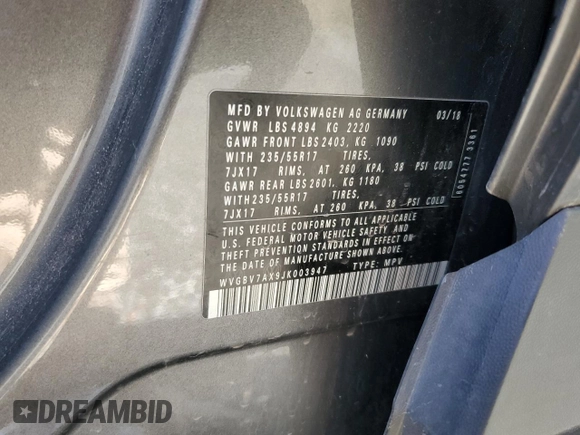 MFD BY VOLKSWAGEN AG GERMANY 03/18
GVWR LBS 4894 KG 2220
GAWR FRONT LBS 2403, KG 1090
WITH 235/55R17 TIRES,
7JX17 RIMS, AT 260 KPA, 38 PSI COLD
GAWR REAR LBS 2601, KG 1180
WITH 235/55R17 TIRES,
7JX17 RIMS, AT 260 KPA, 38 PSI COLD
THIS VEHICLE CONFORMS TO ALL APPLICABLE
U.S. FEDERAL MOTOR VEHICLE SAFETY AND
THEFT PREVENTION STANDARDS IN EFFECT ON
THE DATE OF MANUFACTURE SHOWN ABOVE.
WVGBV7AX9JK003947 TYPE: MPV
6054777 3361
DREAMBID